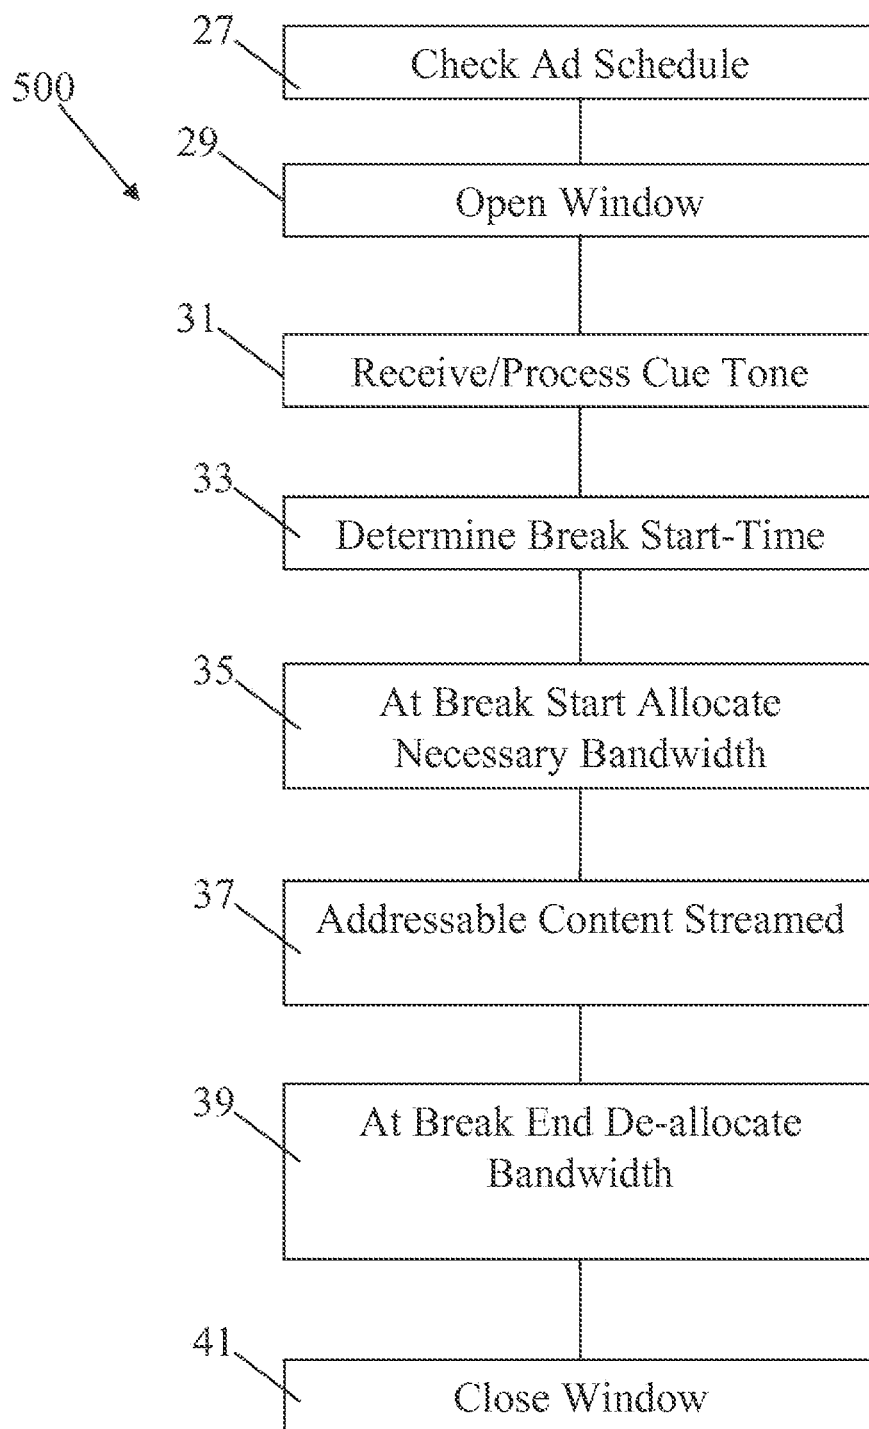 27
Check Ad Schedule
500
29
Open Window
31
Receive/Process Cue Tone
33
Determine Break Start-Time
35
At Break Start Allocate
Necessary Bandwidth
37
Addressable Content Streamed
39
At Break End De-allocate
Bandwidth
41
Close Window